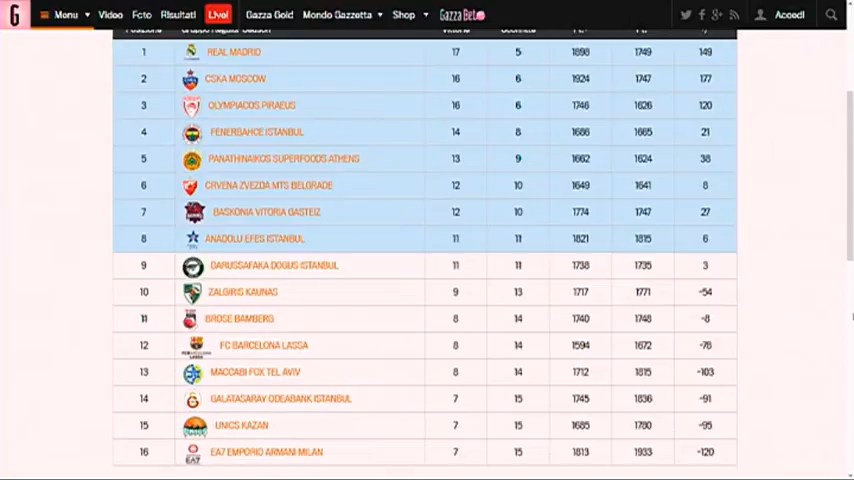 G Menu Video Foto Risultati Live! Gazza Gold Mondo Gazzetta Shop Gazza Bet Accedi
1 REAL MADRID 17 5 1898 1749 149
2 CSKA MOSCOW 16 6 1924 1747 177
3 OLYMPIACOS PIRAEUS 16 6 1746 1626 120
4 FENERBAHCE ISTANBUL 14 8 1686 1665 21
5 PANATHINAIKOS SUPERFOODS ATHENS 13 9 1662 1624 38
6 CRVENA ZVEZDA MTS BELGRADE 12 10 1649 1641 8
7 BASKONIA VITORIA GASTEIZ 12 10 1774 1747 27
8 ANADOLU EFES ISTANBUL 11 11 1821 1815 6
9 DARUSSAFAKA DOGUS ISTANBUL 11 11 1738 1735 3
10 ZALGIRIS KAUNAS 9 13 1717 1771 -54
11 BROSE BAMBERG 8 14 1740 1748 -8
12 FC BARCELONA LASSA 8 14 1594 1672 -78
13 MACCABI FOX TEL AVIV 8 14 1712 1815 -103
14 GALATASARAY ODEABANK ISTANBUL 7 15 1745 1836 -91
15 UNICS KAZAN 7 15 1685 1780 -95
16 EA7 EMPORIO ARMANI MILAN 7 15 1813 1933 -120